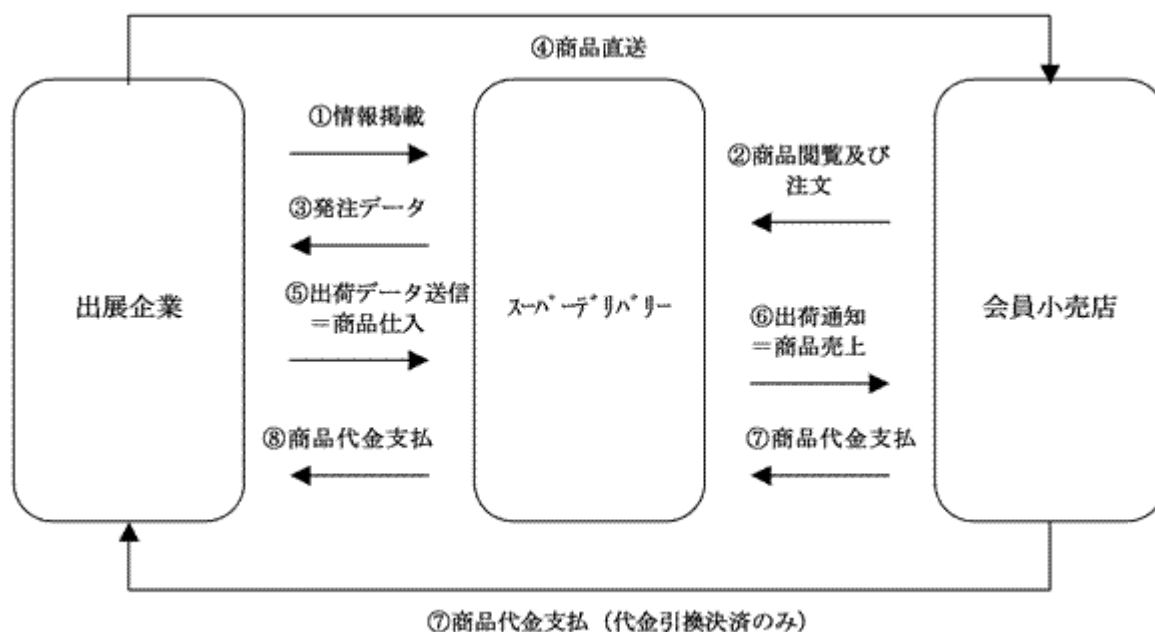 ④商品直送
①情報掲載
②商品閲覧及び
注文
③発注データ
出展企業
⑤出荷データ送信
＝商品仕入
ｽｰﾊﾟｰﾃﾞﾘﾊﾞﾘｰ
⑥出荷通知
＝商品売上
会員小売店
⑧商品代金支払
⑦商品代金支払
⑦商品代金支払（代金引換決済のみ）